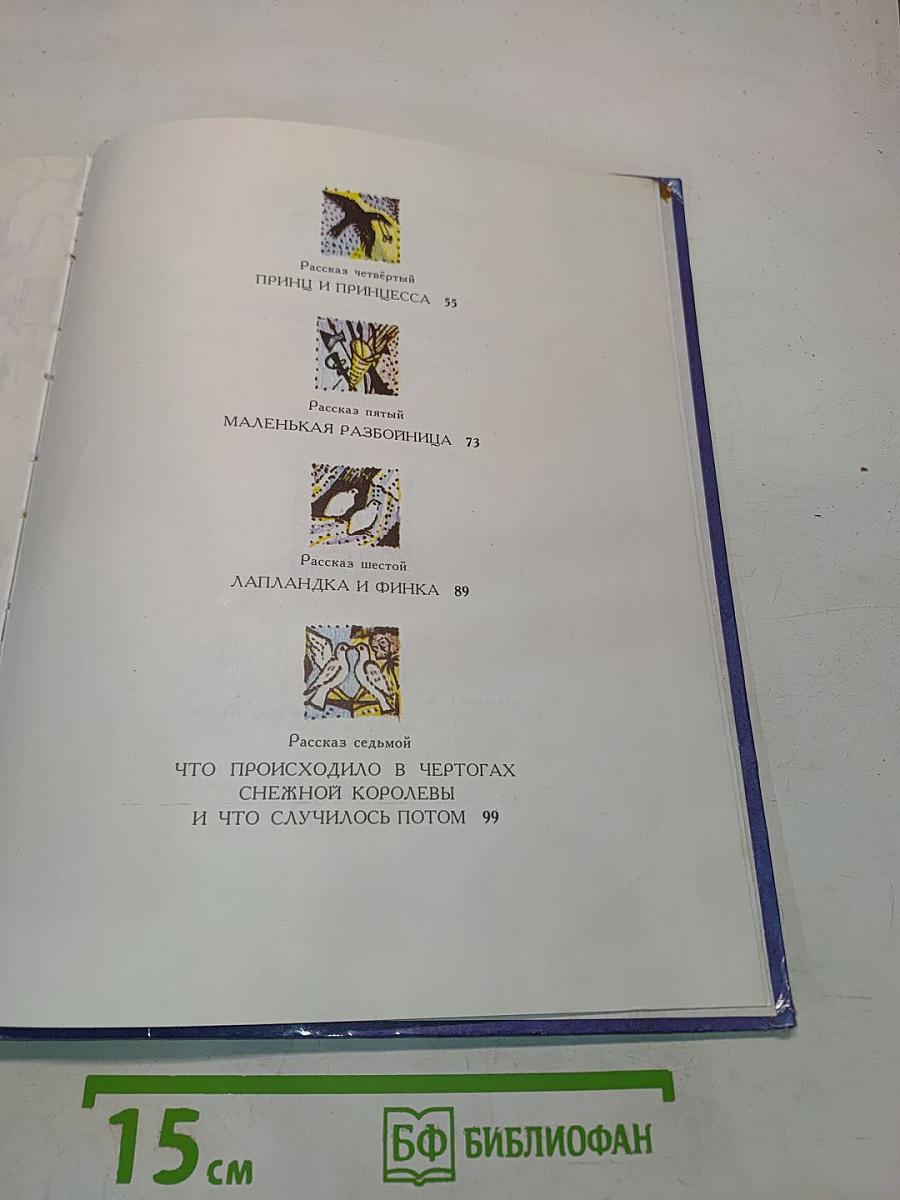 Рассказ четвёртый
ПРИНЦ И ПРИНЦЕССА 55
Рассказ пятый
МАЛЕНЬКАЯ РАЗБОЙНИЦА 73
Рассказ шестой
ЛАПЛАНДКА И ФИНКА 89
Рассказ седьмой
ЧТО ПРОИСХОДИЛО В ЧЕРТОГАХ
СНЕЖНОЙ КОРОЛЕВЫ
И ЧТО СЛУЧИЛОСЬ ПОТОМ 99
15 см
БФ БИБЛИОФАН